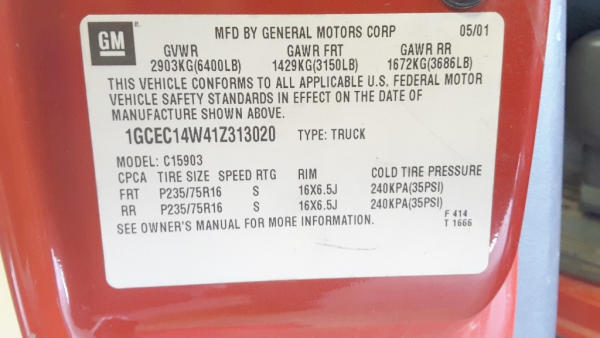 GM
MFD BY GENERAL MOTORS CORP 05/01
GVWR GAWR FRT GAWR RR
2903KG(6400LB) 1429KG(3150LB) 1672KG(3686LB)
THIS VEHICLE CONFORMS TO ALL APPLICABLE U.S. FEDERAL MOTOR
VEHICLE SAFETY STANDARDS IN EFFECT ON THE DATE OF
MANUFACTURE SHOWN ABOVE.
1GCEC14W41Z313020 TYPE: TRUCK
MODEL: C15903
CPCA TIRE SIZE SPEED RTG RIM COLD TIRE PRESSURE
FRT P235/75R16 S 16X6.5J 240KPA(35PSI)
RR P235/75R16 S 16X6.5J 240KPA(35PSI)
SEE OWNER'S MANUAL FOR MORE INFORMATION.
F 414
T 1666